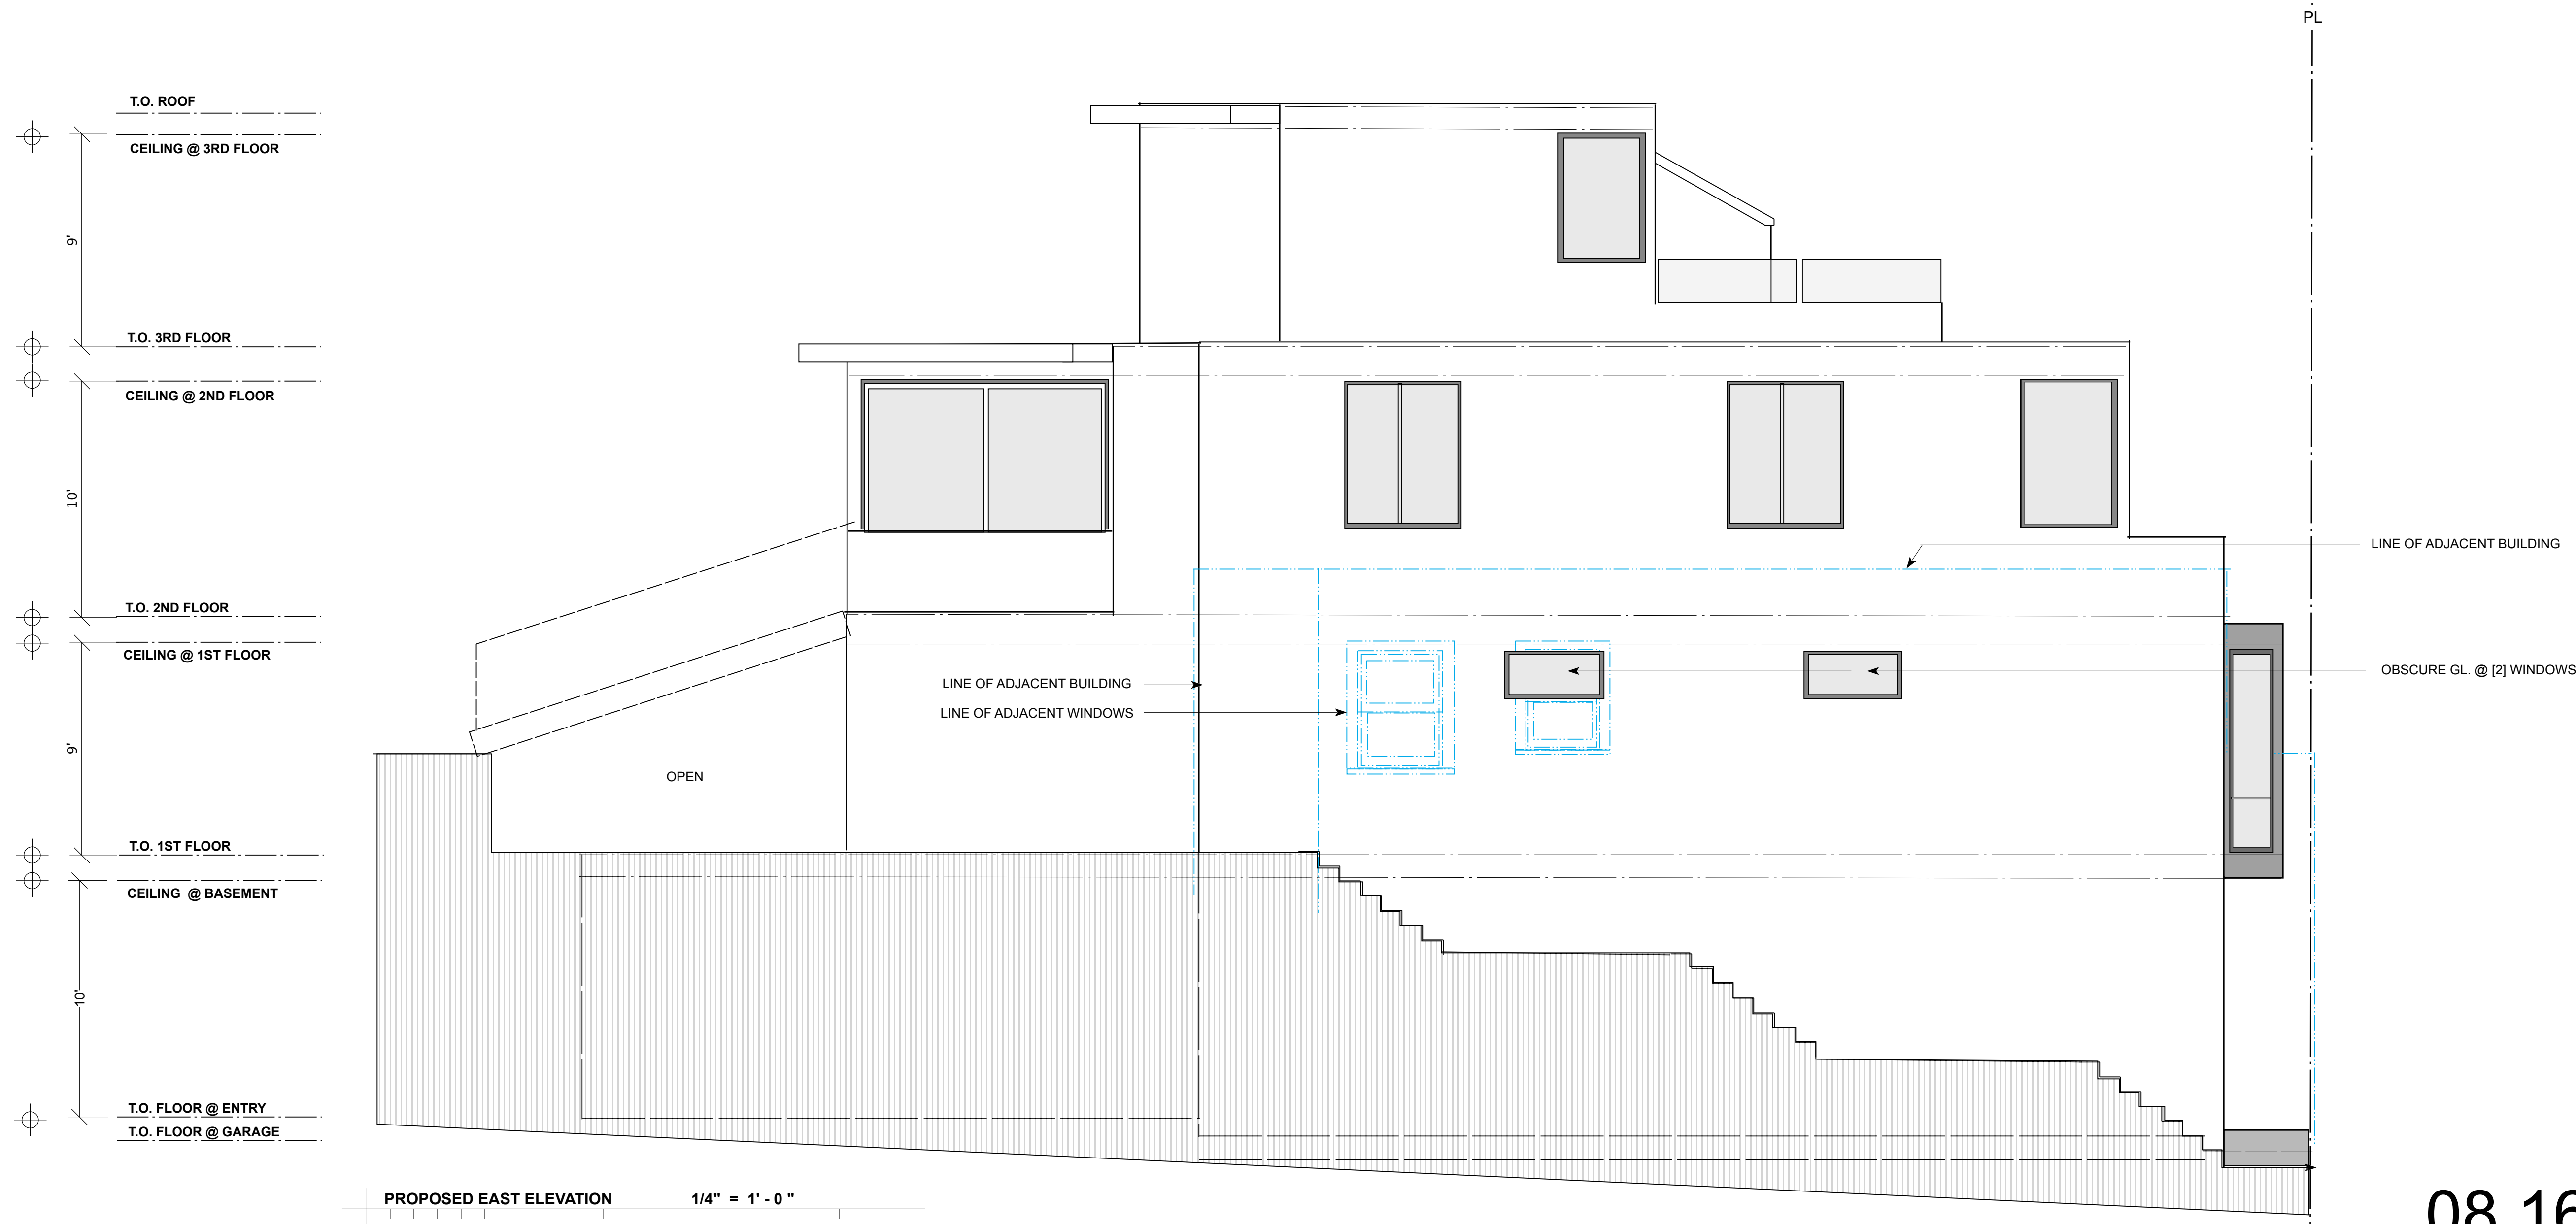 PL
T.O. ROOF
CEILING @ 3RD FLOOR
9'
T.O. 3RD FLOOR
CEILING @ 2ND FLOOR
10'
LINE OF ADJACENT BUILDING
T.O. 2ND FLOOR
CEILING @ 1ST FLOOR
OBSCURE GL. @ [2] WINDOWS
LINE OF ADJACENT BUILDING
LINE OF ADJACENT WINDOWS
9'
OPEN
T.O. 1ST FLOOR
CEILING @ BASEMENT
10'
T.O. FLOOR @ ENTRY
T.O. FLOOR @ GARAGE
PROPOSED EAST ELEVATION 1/4" = 1' - 0 "
08 16